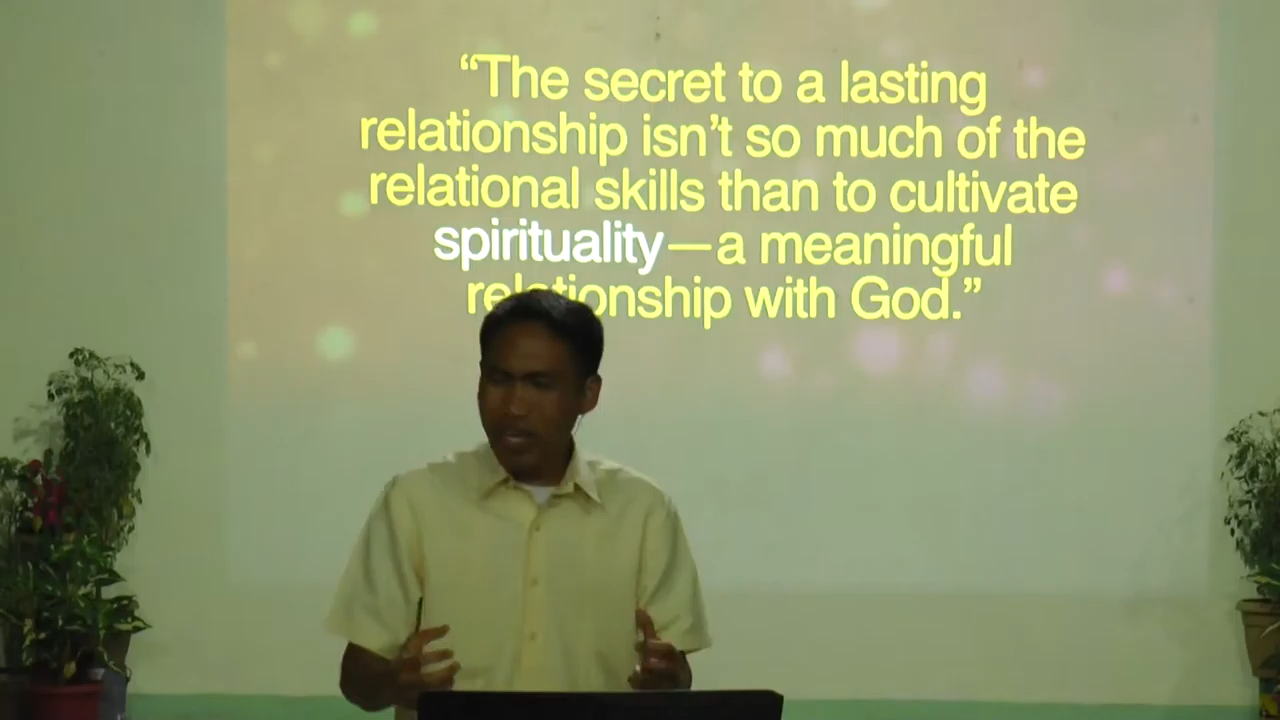 “The secret to a lasting
relationship isn’t so much of the
relational skills than to cultivate
spirituality—a meaningful
relationship with God.”